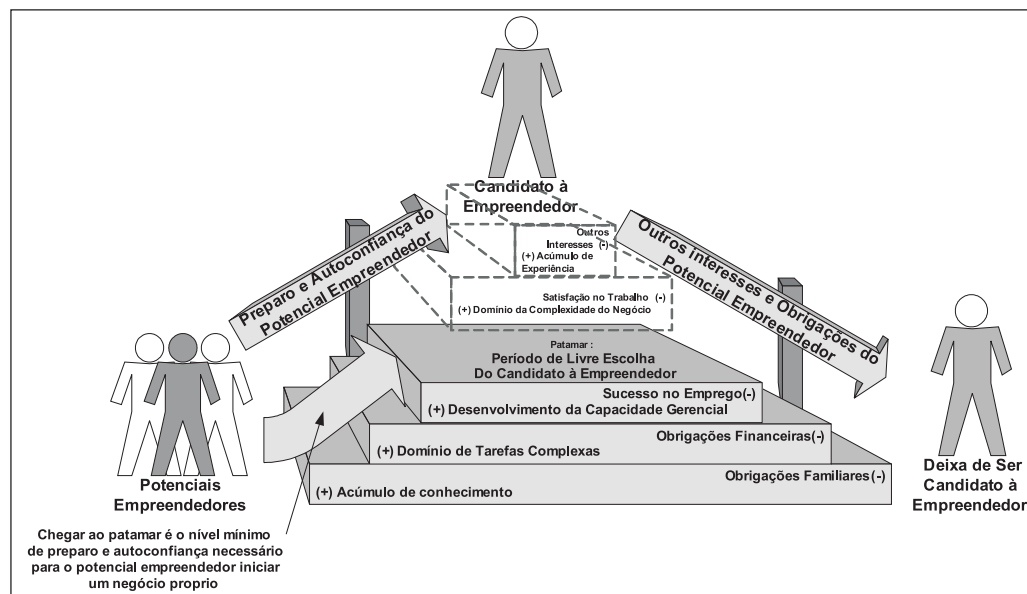 Candidato à
Empreendedor
Preparo e Autoconfiança do
Potencial Empreendedor
Outros interesses e Obrigações do
Potencial Empreendedor
Outros
Interesses (-)
(+) Acúmulo de
Experiência
Satisfação no Trabalho (-)
(+) Domínio da Complexidade do Negócio
Patamar :
Período de Livre Escolha
Do Candidato à Empreendedor
Sucesso no Emprego(-)
(+) Desenvolvimento da Capacidade Gerencial
Obrigações Financeiras(-)
(+) Domínio de Tarefas Complexas
Obrigações Familiares(-)
(+) Acúmulo de conhecimento
Potenciais
Empreendedores
Deixa de Ser
Candidato à
Empreendedor
Chegar ao patamar é o nível mínimo
de preparo e autoconfiança necessário
para o potencial empreendedor iniciar
um negócio proprio